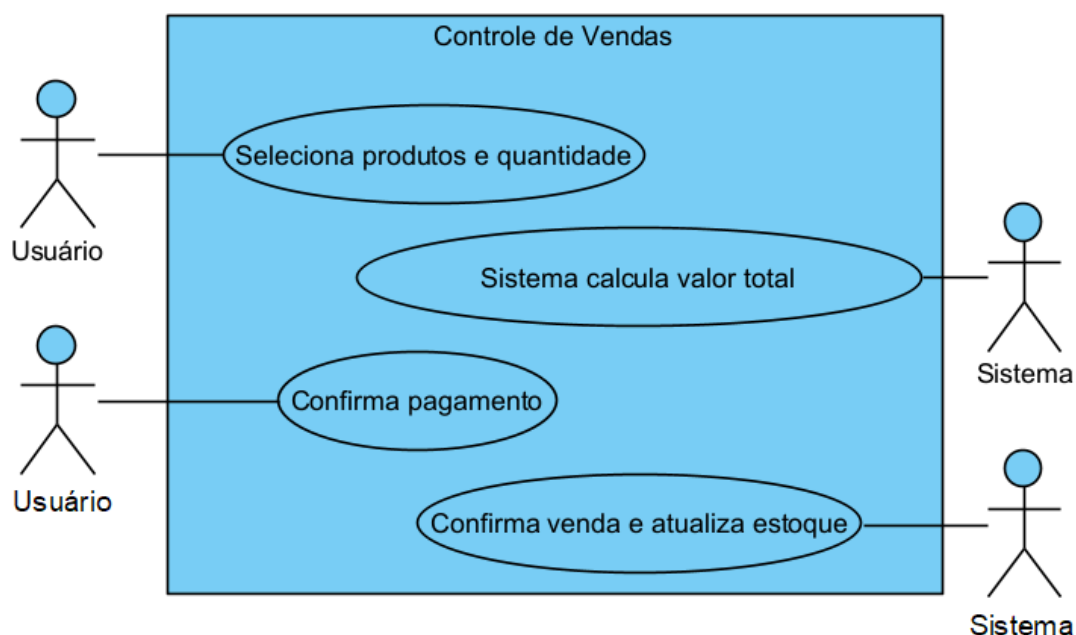 Controle de Vendas
Seleciona produtos e quantidade
Usuário
Sistema calcula valor total
Sistema
Confirma pagamento
Usuário
Confirma venda e atualiza estoque
Sistema